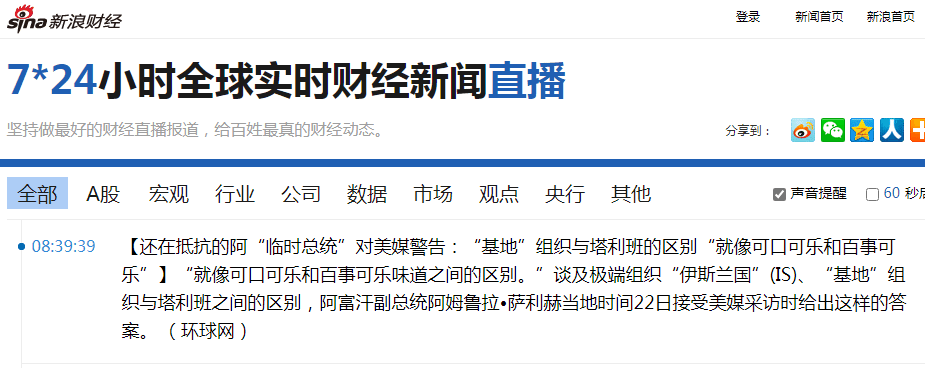 sina 新浪财经
登录 新闻首页 新浪首页
7*24小时全球实时财经新闻直播
坚持做最好的财经直播报道，给百姓最真的财经动态。
分享到：
全部 A股 宏观 行业 公司 数据 市场 观点 央行 其他
声音提醒 60 秒后
08:39:39
【还在抵抗的阿“临时总统”对美媒警告：“基地”组织与塔利班的区别“就像可口可乐和百事可
乐”】“就像可口可乐和百事可乐味道之间的区别。”谈及极端组织“伊斯兰国”(IS)、“基地”组
织与塔利班之间的区别，阿富汗副总统阿姆鲁拉•萨利赫当地时间22日接受美媒采访时给出这样的答
案。（环球网）